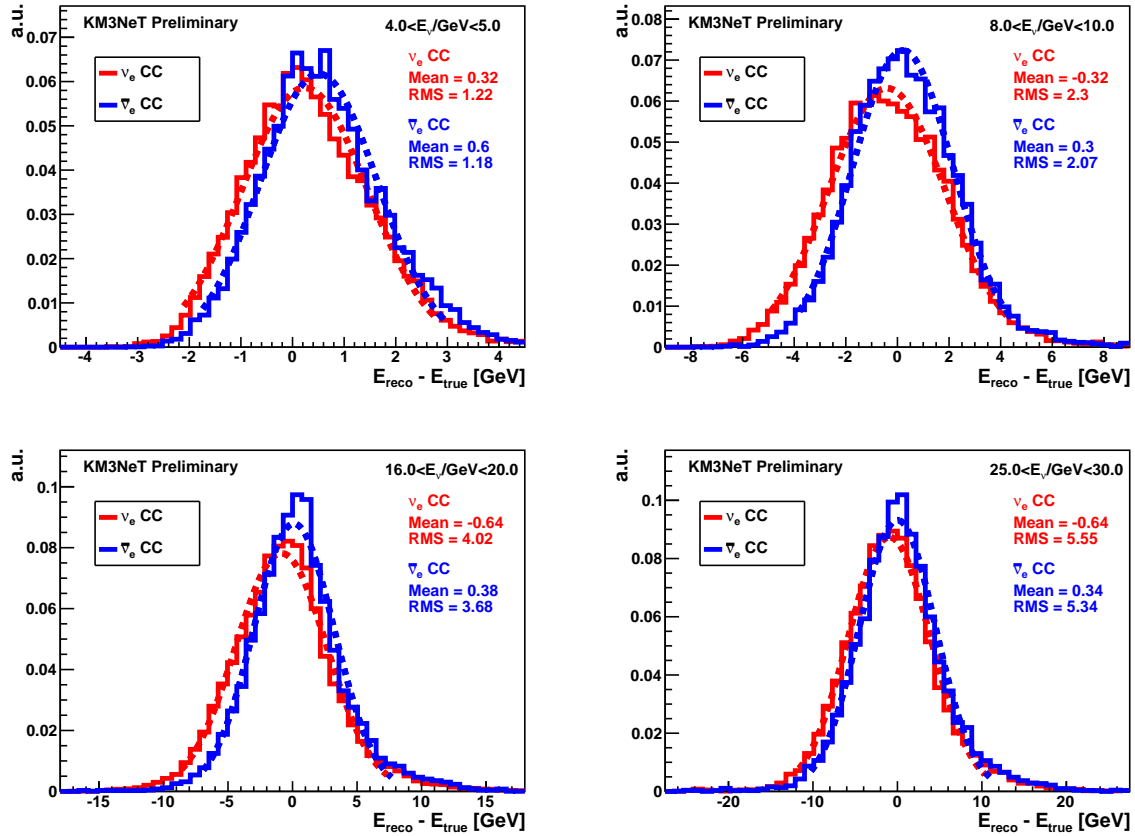 KM3NeT Preliminary
4.0<E_ν/GeV<5.0
a.u.
ν_e CC
ν̄_e CC
ν_e CC
Mean = 0.32
RMS = 1.22
ν̄_e CC
Mean = 0.6
RMS = 1.18
0.07
0.06
0.05
0.04
0.03
0.02
0.01
0
-4 -2 0 2 4
E_reco - E_true [GeV]
KM3NeT Preliminary
8.0<E_ν/GeV<10.0
a.u.
ν_e CC
ν̄_e CC
ν_e CC
Mean = -0.32
RMS = 2.3
ν̄_e CC
Mean = 0.3
RMS = 2.07
0.08
0.07
0.06
0.05
0.04
0.03
0.02
0.01
0
-8 -6 -4 -2 0 2 4 6 8
E_reco - E_true [GeV]
KM3NeT Preliminary
16.0<E_ν/GeV<20.0
a.u.
ν_e CC
ν̄_e CC
ν_e CC
Mean = -0.64
RMS = 4.02
ν̄_e CC
Mean = 0.38
RMS = 3.68
0.1
0.08
0.06
0.04
0.02
0
-15 -10 -5 0 5 10 15
E_reco - E_true [GeV]
KM3NeT Preliminary
25.0<E_ν/GeV<30.0
a.u.
ν_e CC
ν̄_e CC
ν_e CC
Mean = -0.64
RMS = 5.55
ν̄_e CC
Mean = 0.34
RMS = 5.34
0.1
0.08
0.06
0.04
0.02
0
-20 -10 0 10 20
E_reco - E_true [GeV]